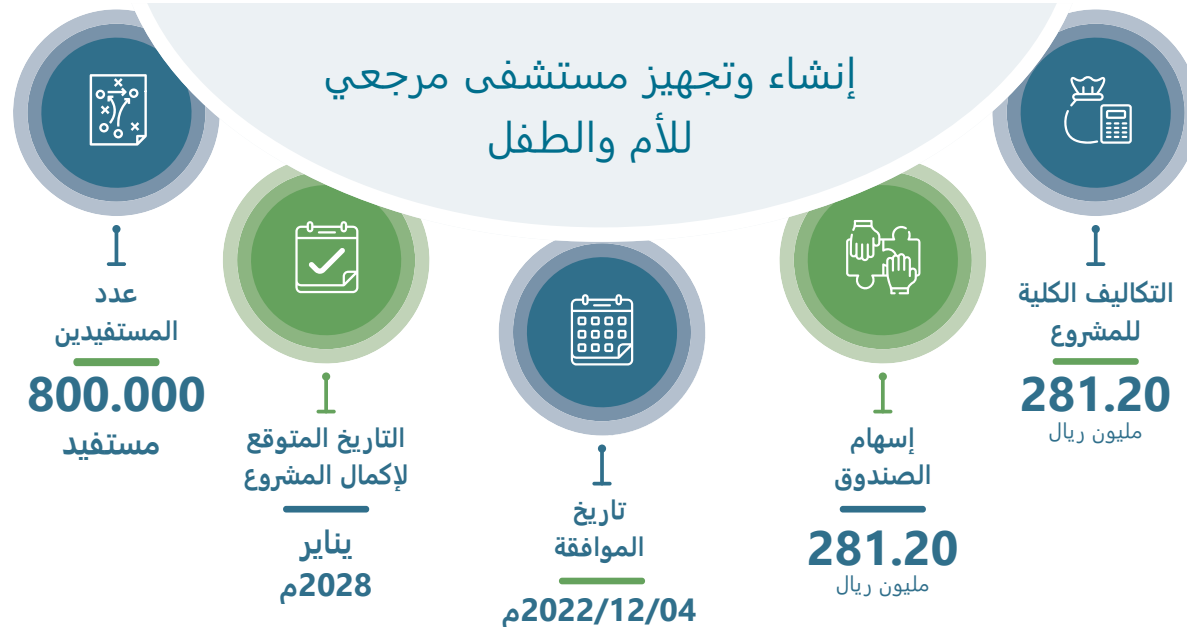 إنشاء وتجهيز مستشفى مرجعي
للأم والطفل
التكاليف الكلية
للمشروع
281.20
مليون ريال
إسهام
الصندوق
281.20
مليون ريال
تاريخ
الموافقة
2022/12/04م
التاريخ المتوقع
لإكمال المشروع
يناير
2028م
عدد
المستفيدين
800.000
مستفيد